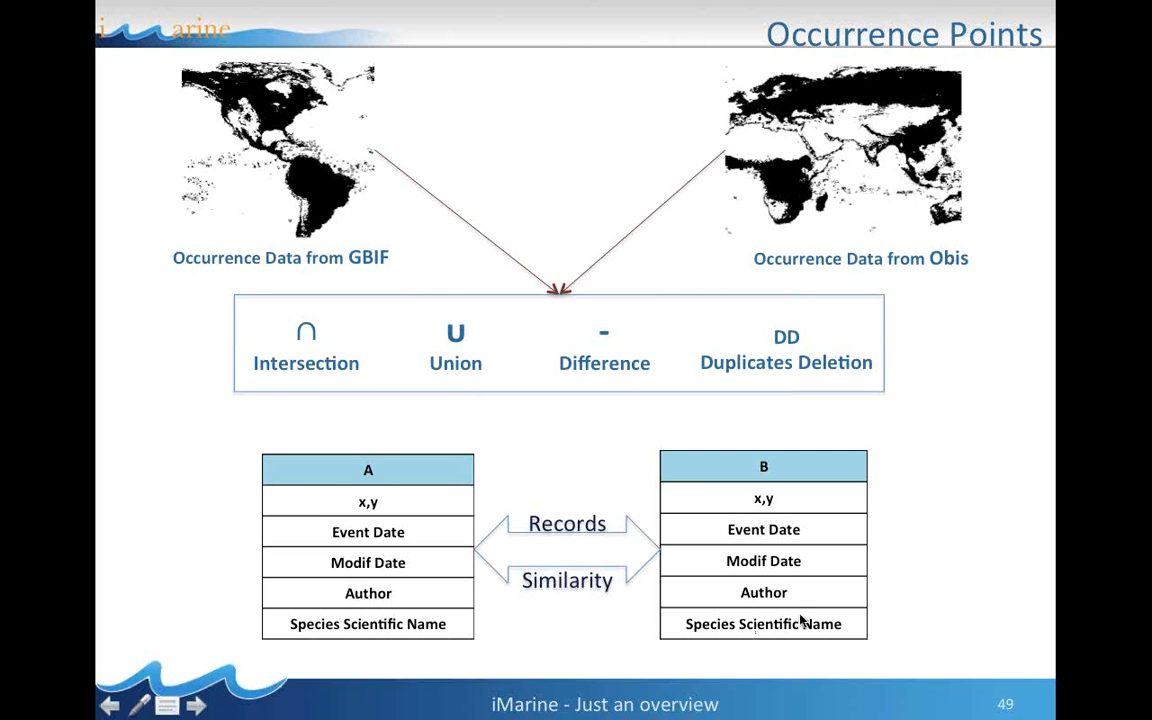 i marine
Occurrence Points
Occurrence Data from GBIF
Occurrence Data from Obis
∩ ∪ - DD
Intersection Union Difference Duplicates Deletion
A
x,y
Event Date
Modif Date
Author
Species Scientific Name
Records
Similarity
B
x,y
Event Date
Modif Date
Author
Species Scientific Name
iMarine - Just an overview
49